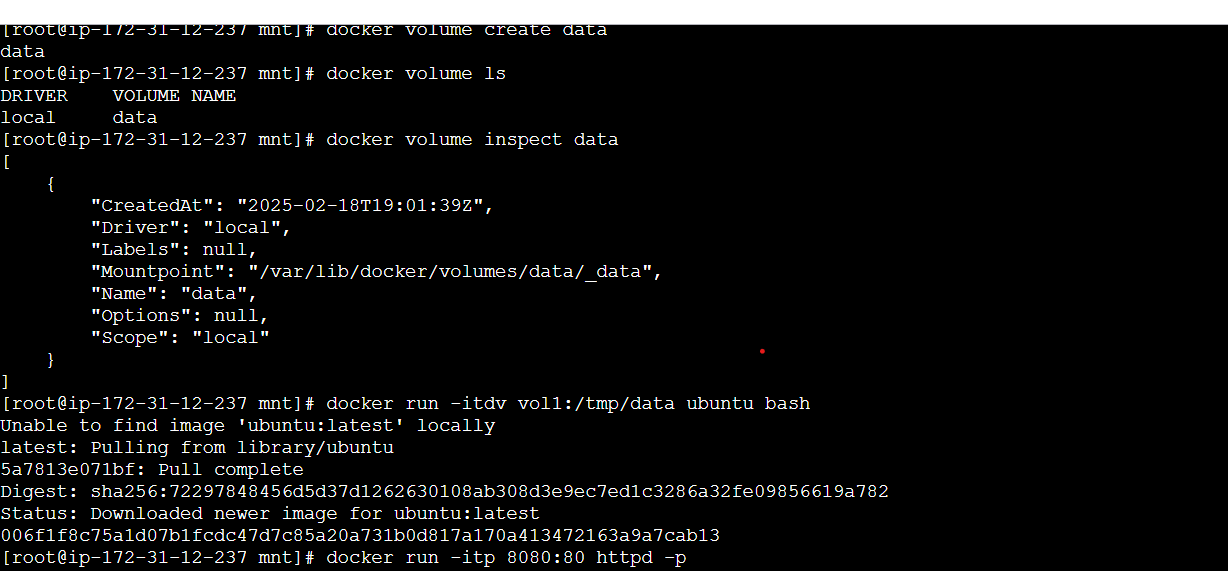 [root@ip-172-31-12-237 mnt]# docker volume create data
data
[root@ip-172-31-12-237 mnt]# docker volume ls
DRIVER    VOLUME NAME
local     data
[root@ip-172-31-12-237 mnt]# docker volume inspect data
[
    {
        "CreatedAt": "2025-02-18T19:01:39Z",
        "Driver": "local",
        "Labels": null,
        "Mountpoint": "/var/lib/docker/volumes/data/_data",
        "Name": "data",
        "Options": null,
        "Scope": "local"
    }
]
[root@ip-172-31-12-237 mnt]# docker run -itdv vol1:/tmp/data ubuntu bash
Unable to find image 'ubuntu:latest' locally
latest: Pulling from library/ubuntu
5a7813e071bf: Pull complete
Digest: sha256:72297848456d5d37d1262630108ab308d3e9ec7ed1c3286a32fe09856619a782
Status: Downloaded newer image for ubuntu:latest
006f1f8c75a1d07b1fcdc47d7c85a20a731b0d817a170a413472163a9a7cab13
[root@ip-172-31-12-237 mnt]# docker run -itp 8080:80 httpd -p